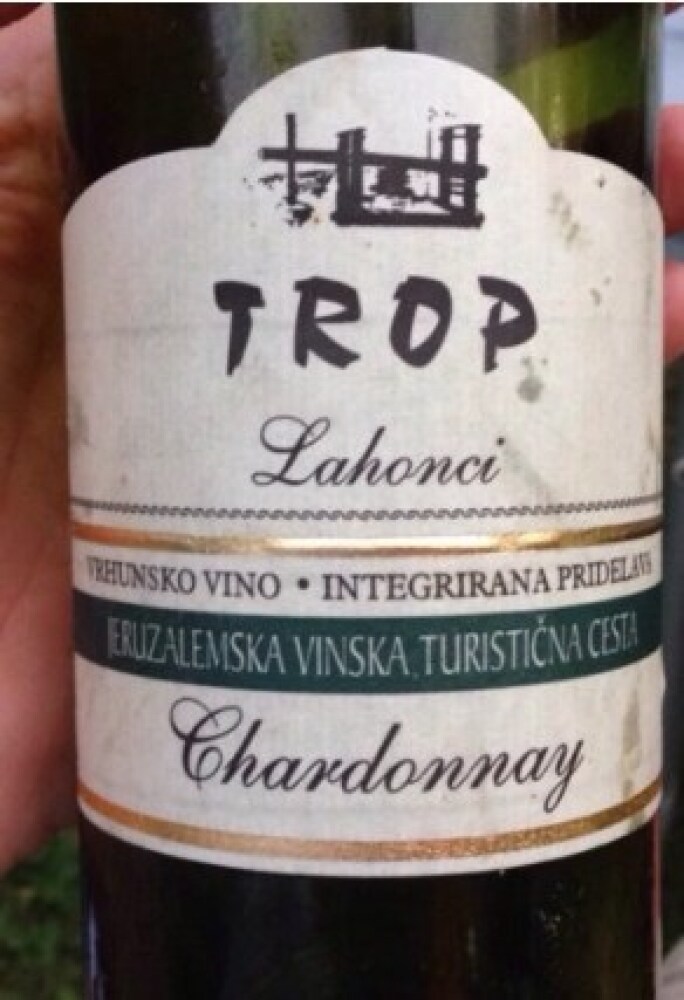 TROP
Lahonci
VRHUNSKO VINO • INTEGRIRANA PRIDELAVA
JERUZALEMSKA VINSKA TURISTIČNA CESTA
Chardonnay